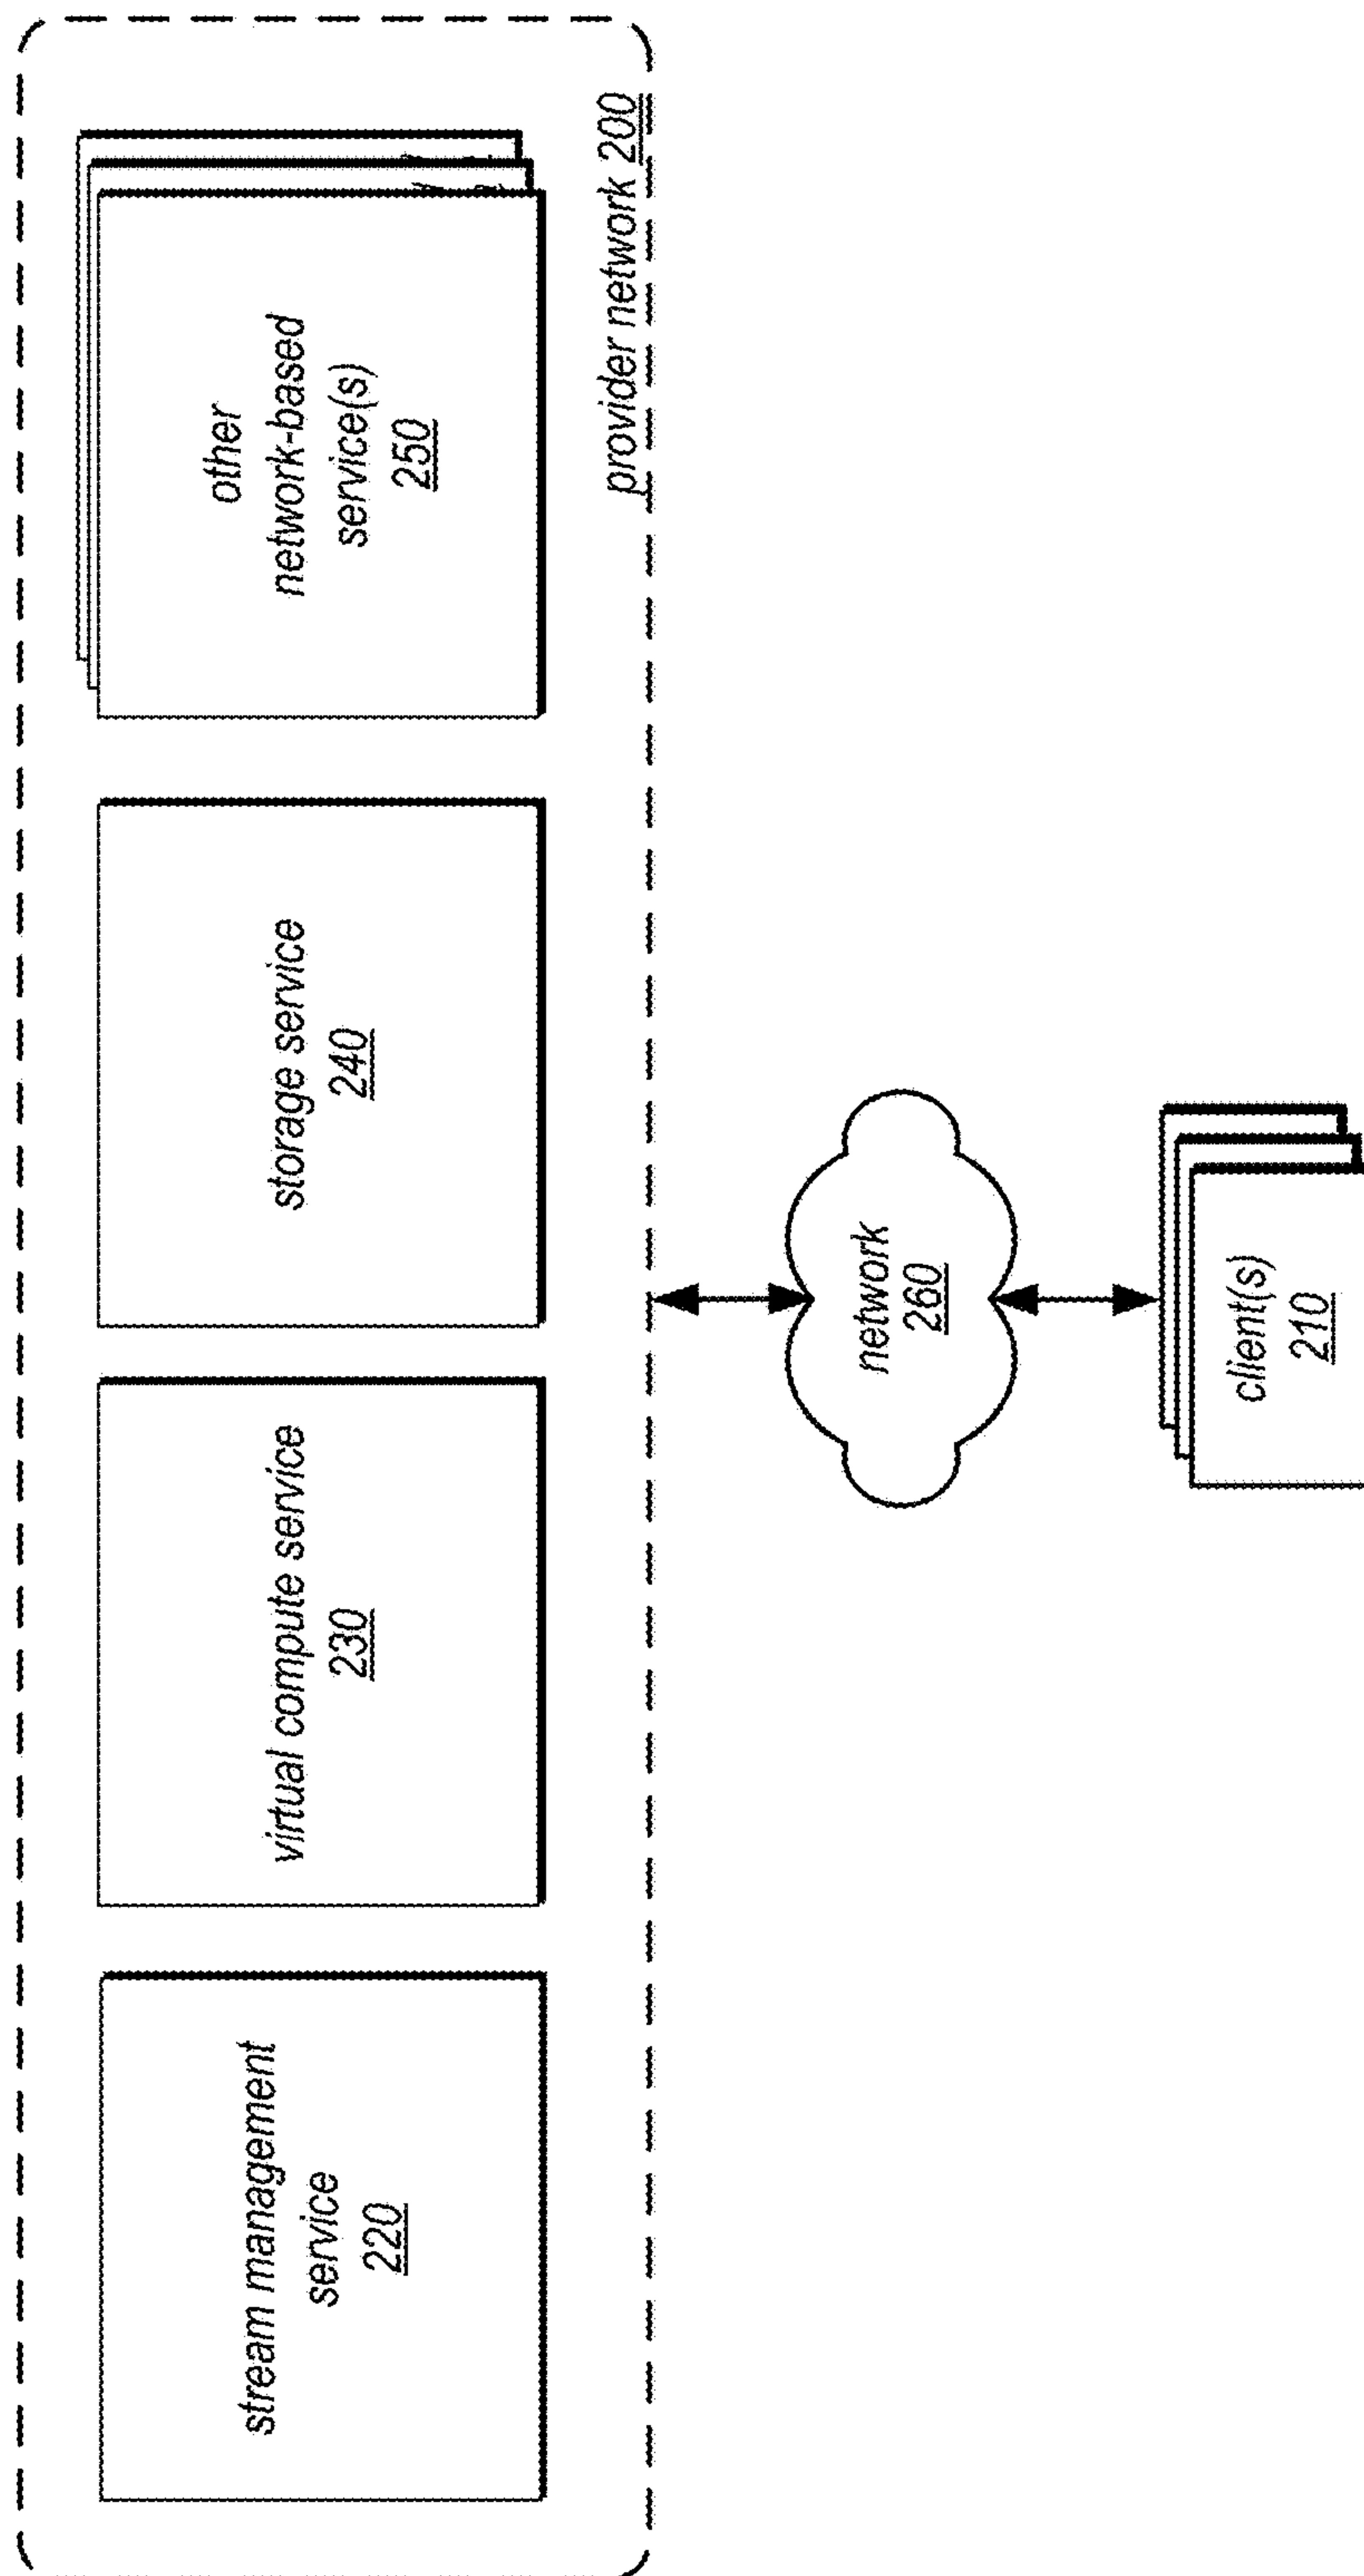 stream management
service
220
virtual compute service
230
storage service
240
other
network-based
service(s)
250
provider network 200
network
260
client(s)
210